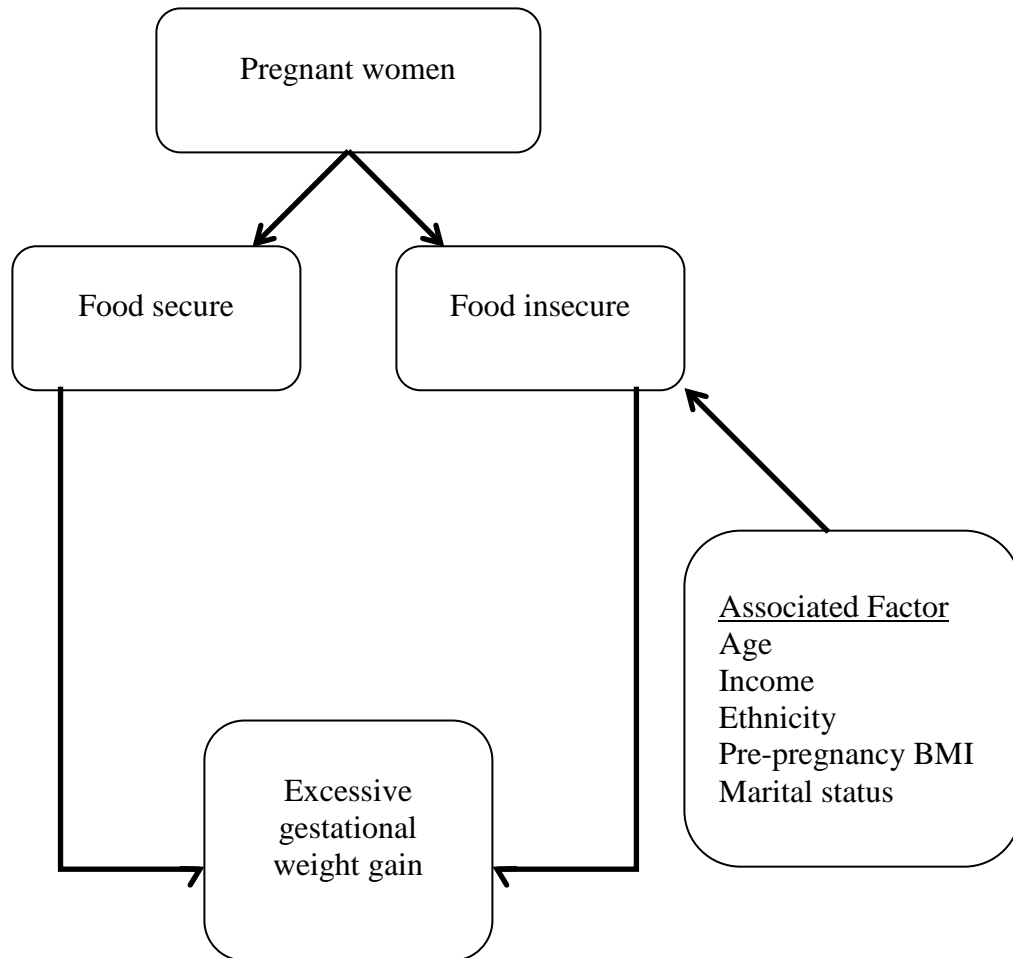 Pregnant women
Food secure
Food insecure
Associated Factor
Age
Income
Ethnicity
Pre-pregnancy BMI
Marital status
Excessive
gestational
weight gain